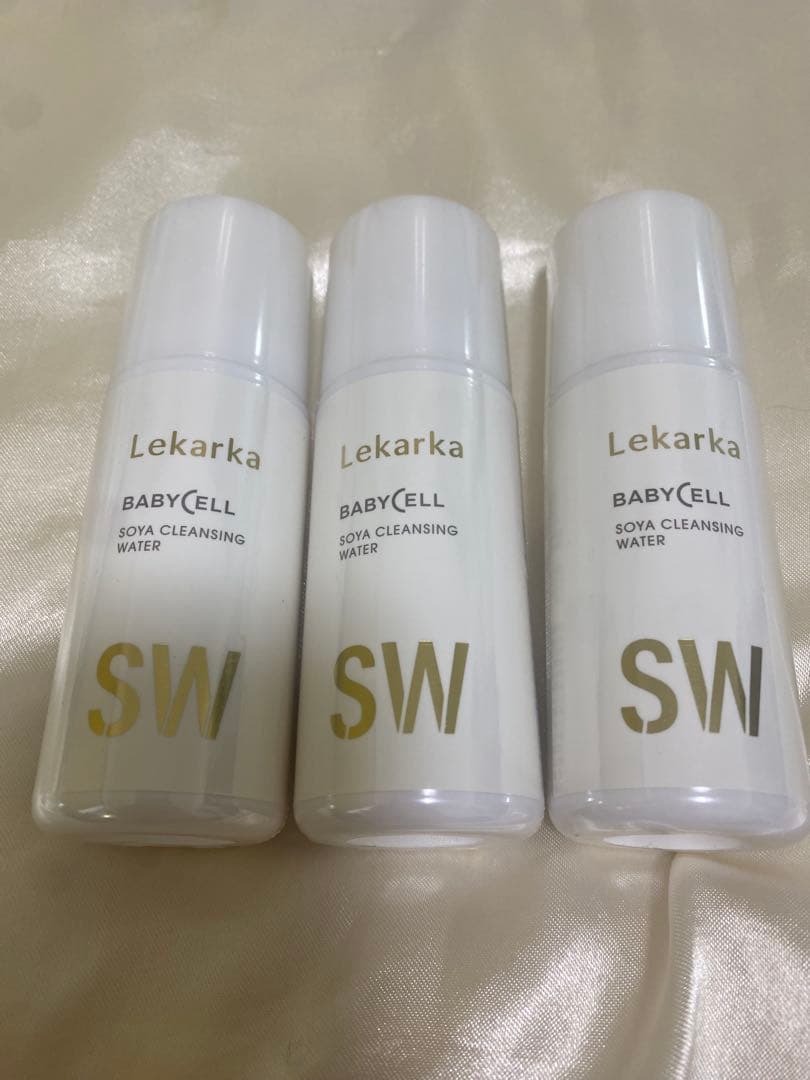 Lekarka
BABYCELL
SOYA CLEANSING
WATER
SW
Lekarka
BABYCELL
SOYA CLEANSING
WATER
SW
Lekarka
BABYCELL
SOYA CLEANSING
WATER
SW